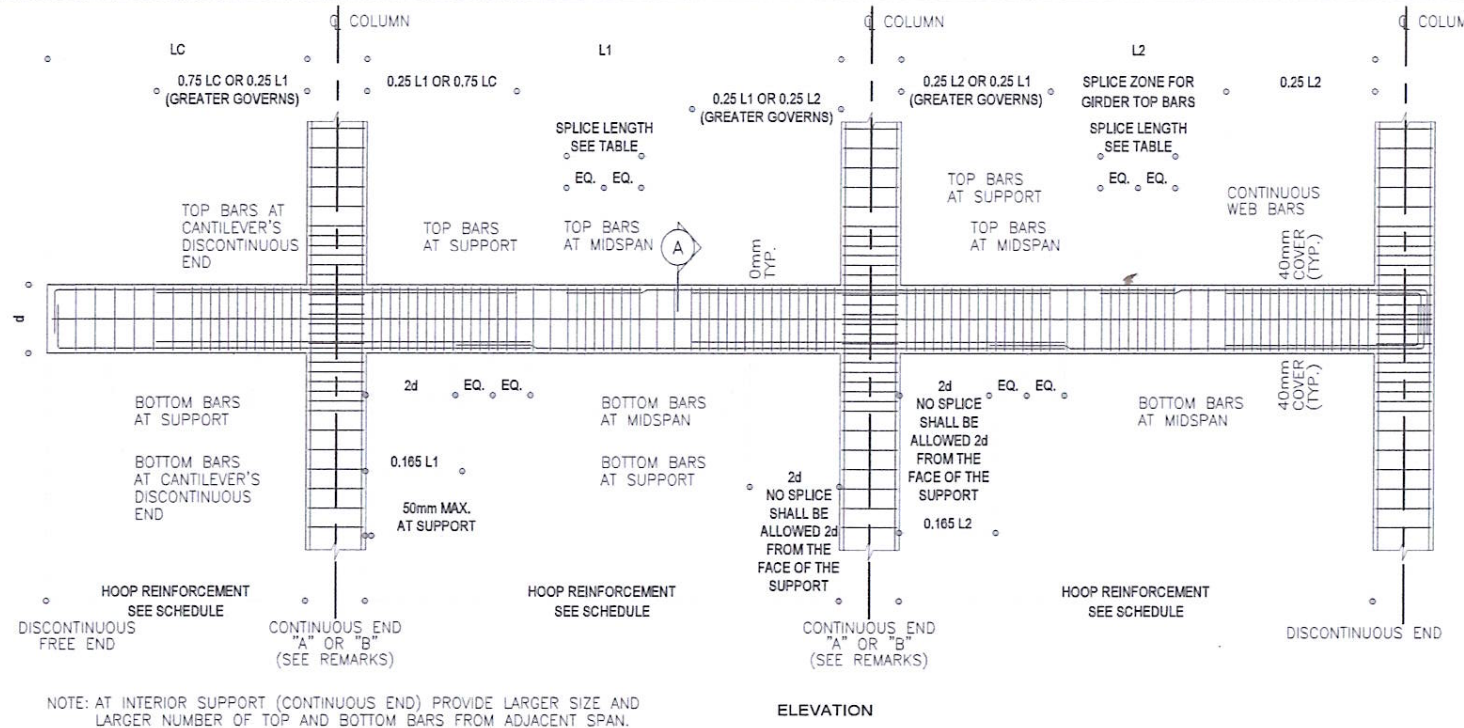 ℄ COLUMN
℄ COLUMN
℄ COLUM
LC
L1
L2
0.75 LC OR 0.25 L1
(GREATER GOVERNS)
0.25 L1 OR 0.75 LC
0.25 L1 OR 0.25 L2
(GREATER GOVERNS)
0.25 L2 OR 0.25 L1
(GREATER GOVERNS)
SPLICE ZONE FOR
GIRDER TOP BARS
0.25 L2
SPLICE LENGTH
SEE TABLE
EQ. EQ.
SPLICE LENGTH
SEE TABLE
EQ. EQ.
TOP BARS AT
CANTILEVER'S
DISCONTINUOUS
END
TOP BARS
AT SUPPORT
TOP BARS
AT MIDSPAN
A
0mm
TYP.
TOP BARS
AT SUPPORT
TOP BARS
AT MIDSPAN
CONTINUOUS
WEB BARS
40mm
COVER
(TYP.)
d
2d
EQ. EQ.
BOTTOM BARS
AT SUPPORT
BOTTOM BARS
AT CANTILEVER'S
DISCONTINUOUS
END
0.165 L1
50mm MAX.
AT SUPPORT
BOTTOM BARS
AT MIDSPAN
BOTTOM BARS
AT SUPPORT
2d
NO SPLICE
SHALL BE
ALLOWED 2d
FROM THE
FACE OF THE
SUPPORT
2d
NO SPLICE
SHALL BE
ALLOWED 2d
FROM THE
FACE OF THE
SUPPORT
EQ. EQ.
0.165 L2
BOTTOM BARS
AT MIDSPAN
40mm
COVER
(TYP.)
HOOP REINFORCEMENT
SEE SCHEDULE
HOOP REINFORCEMENT
SEE SCHEDULE
HOOP REINFORCEMENT
SEE SCHEDULE
DISCONTINUOUS
FREE END
CONTINUOUS END
"A" OR "B"
(SEE REMARKS)
CONTINUOUS END
"A" OR "B"
(SEE REMARKS)
DISCONTINUOUS END
NOTE: AT INTERIOR SUPPORT (CONTINUOUS END) PROVIDE LARGER SIZE AND
LARGER NUMBER OF TOP AND BOTTOM BARS FROM ADJACENT SPAN.
ELEVATION